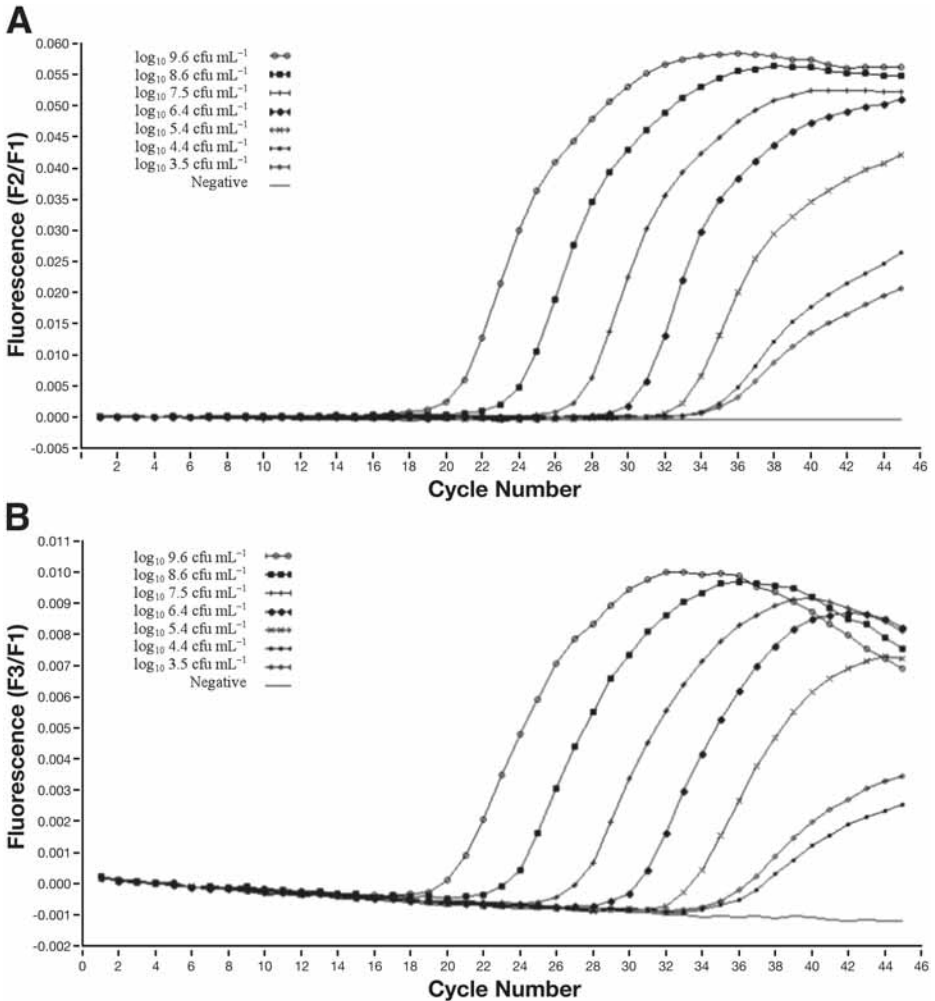 A
0.060
0.055
0.050
0.045
0.040
0.035
0.030
0.025
0.020
0.015
0.010
0.005
0.000
-0.005
Fluorescence (F2/F1)
log₁₀ 9.6 cfu mL⁻¹
log₁₀ 8.6 cfu mL⁻¹
log₁₀ 7.5 cfu mL⁻¹
log₁₀ 6.4 cfu mL⁻¹
log₁₀ 5.4 cfu mL⁻¹
log₁₀ 4.4 cfu mL⁻¹
log₁₀ 3.5 cfu mL⁻¹
Negative
2 4 6 8 10 12 14 16 18 20 22 24 26 28 30 32 34 36 38 40 42 44 46
Cycle Number
B
0.011
0.010
0.009
0.008
0.007
0.006
0.005
0.004
0.003
0.002
0.001
0.000
-0.001
-0.002
Fluorescence (F3/F1)
log₁₀ 9.6 cfu mL⁻¹
log₁₀ 8.6 cfu mL⁻¹
log₁₀ 7.5 cfu mL⁻¹
log₁₀ 6.4 cfu mL⁻¹
log₁₀ 5.4 cfu mL⁻¹
log₁₀ 4.4 cfu mL⁻¹
log₁₀ 3.5 cfu mL⁻¹
Negative
0 2 4 6 8 10 12 14 16 18 20 22 24 26 28 30 32 34 36 38 40 42 44 46
Cycle Number